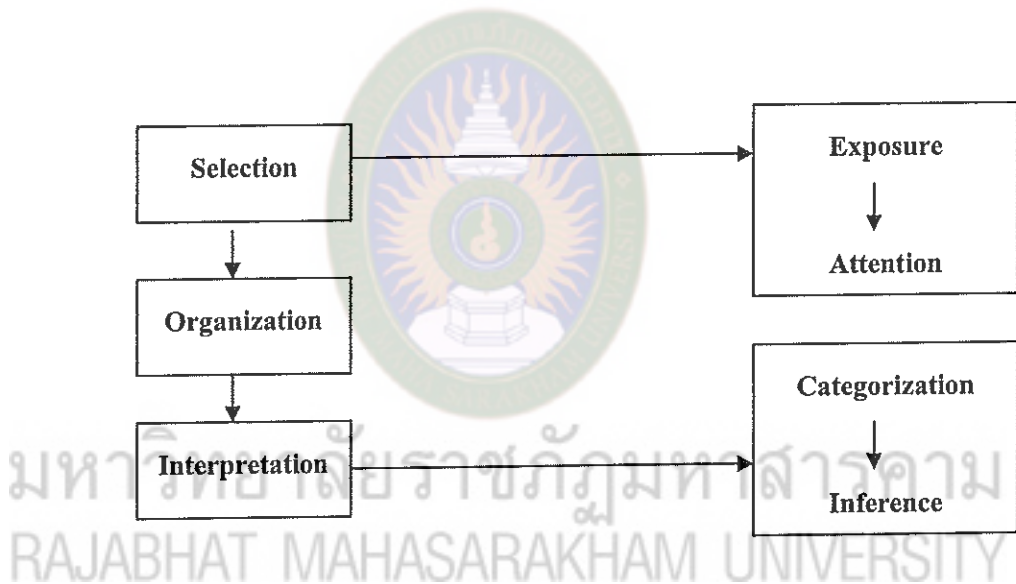 Selection
Exposure
Attention
Organization
Categorization
Interpretation
Inference
มหาวิทยาลัยราชภัฏมหาสารคาม
RAJABHAT MAHASARAKHAM UNIVERSITY